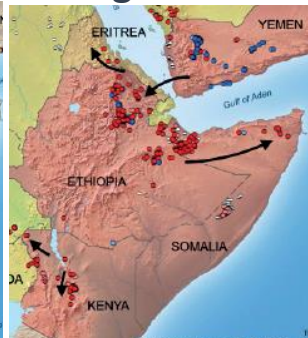 YEMEN
ERITREA
Gulf of Aden
ETHIOPIA
SOMALIA
DA
KENYA